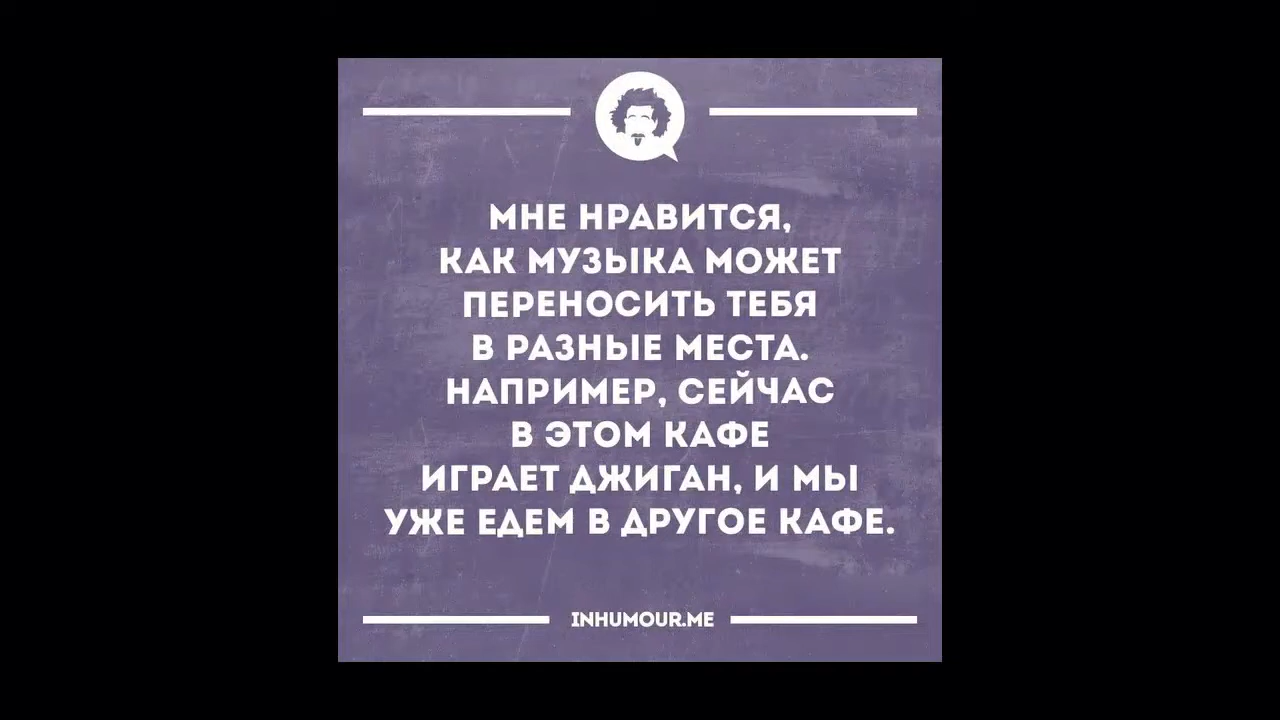 МНЕ НРАВИТСЯ,
КАК МУЗЫКА МОЖЕТ
ПЕРЕНОСИТЬ ТЕБЯ
В РАЗНЫЕ МЕСТА.
НАПРИМЕР, СЕЙЧАС
В ЭТОМ КАФЕ
ИГРАЕТ ДЖИГАН, И МЫ
УЖЕ ЕДЕМ В ДРУГОЕ КАФЕ.
INHUMOUR.ME